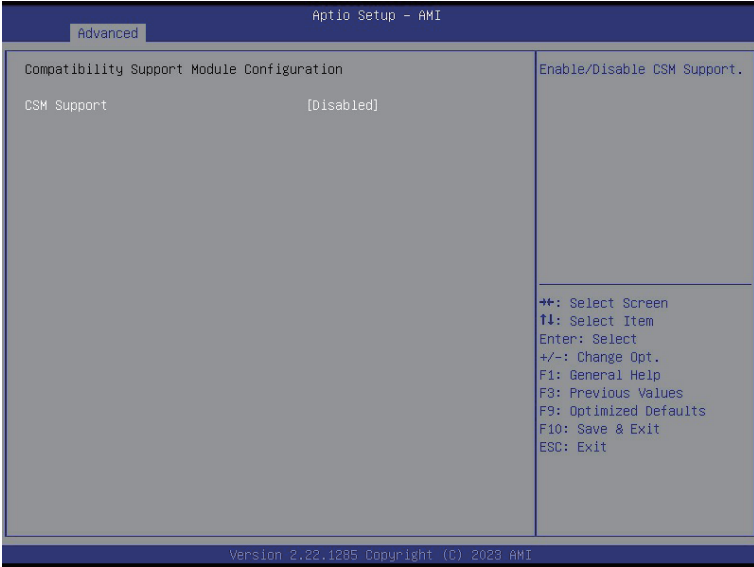 Aptio Setup – AMI
Advanced
Compatibility Support Module Configuration
CSM Support [Disabled]
Enable/Disable CSM Support.
→←: Select Screen
↑↓: Select Item
Enter: Select
+/-: Change Opt.
F1: General Help
F3: Previous Values
F9: Optimized Defaults
F10: Save & Exit
ESC: Exit
Version 2.22.1285 Copyright (C) 2023 AMI